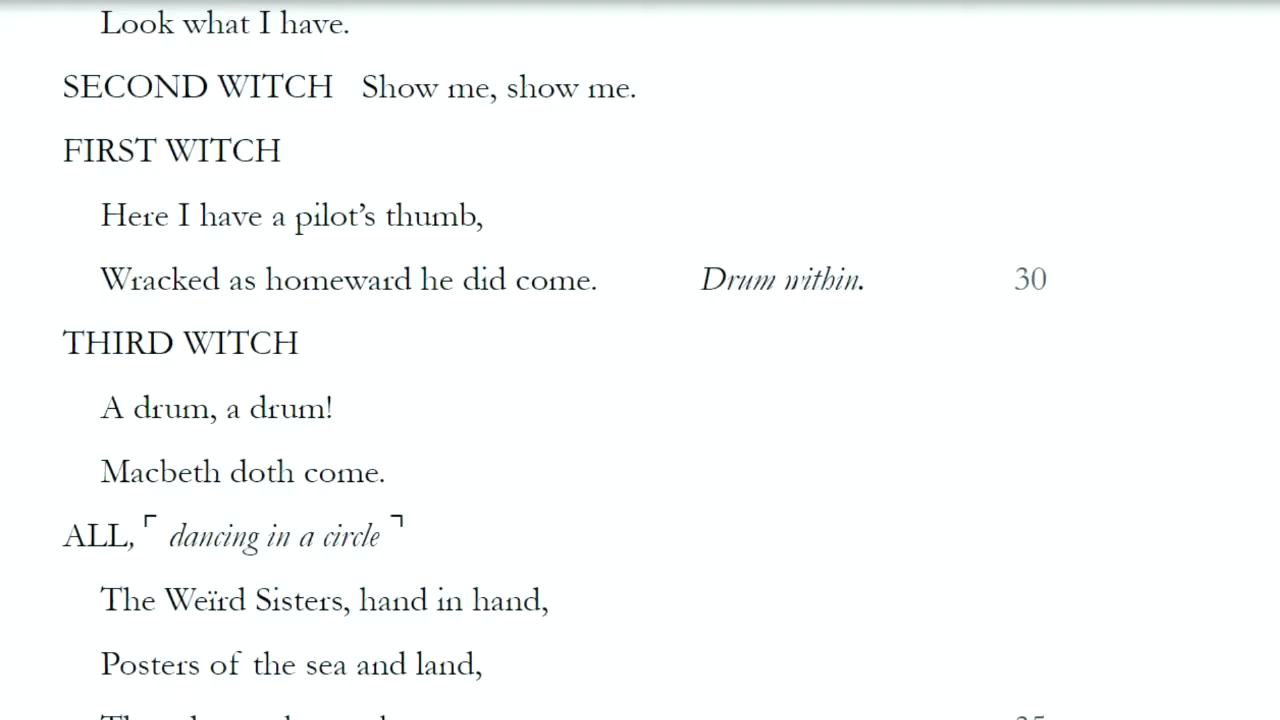 Look what I have.
SECOND WITCH Show me, show me.
FIRST WITCH
Here I have a pilot’s thumb,
Wracked as homeward he did come. Drum within. 30
THIRD WITCH
A drum, a drum!
Macbeth doth come.
ALL, ⌜ dancing in a circle ⌝
The Weïrd Sisters, hand in hand,
Posters of the sea and land,